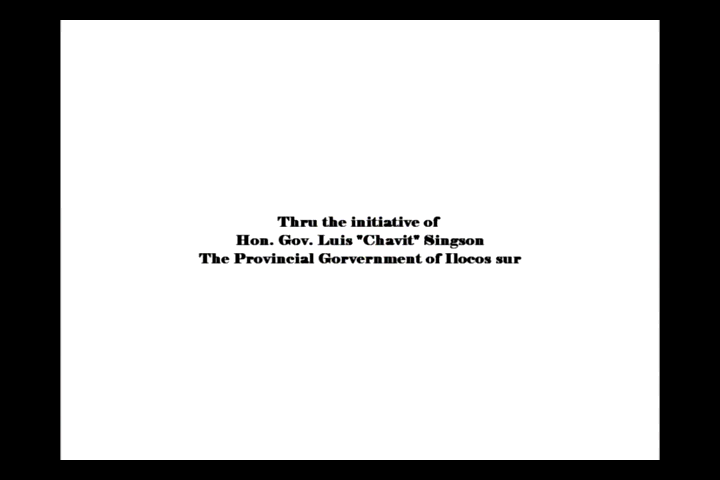 Thru the initiative of
Hon. Gov. Luis "Chavit" Singson
The Provincial Gorvernment of Ilocos sur